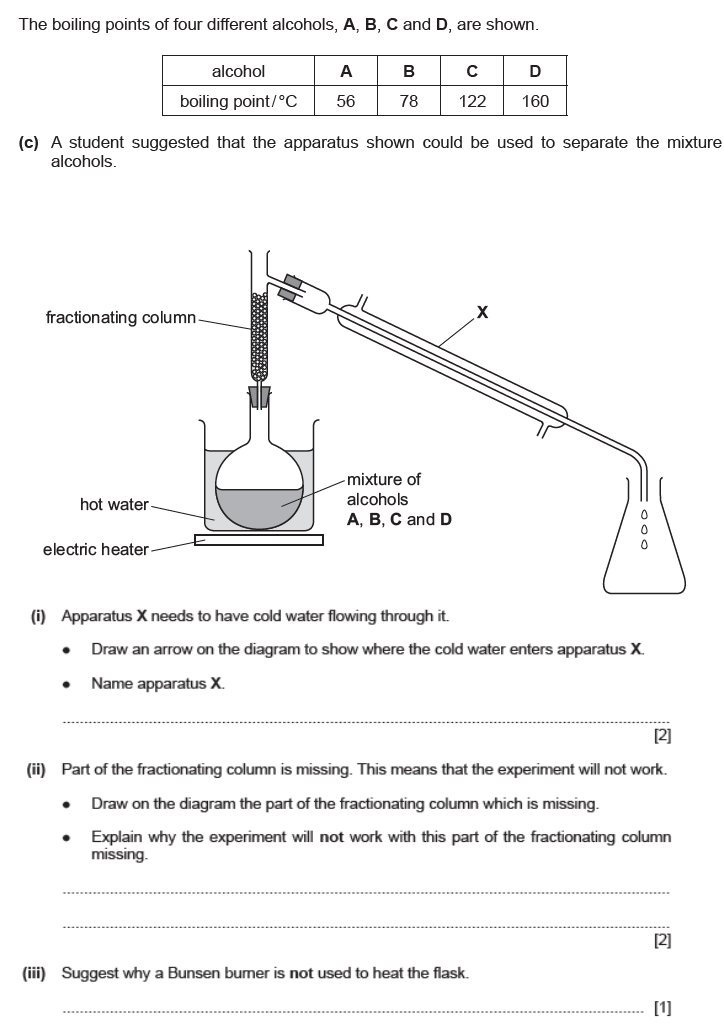 The boiling points of four different alcohols, A, B, C and D, are shown.
alcohol A B C D
boiling point/°C 56 78 122 160
(c) A student suggested that the apparatus shown could be used to separate the mixture
alcohols.
fractionating column
X
mixture of
alcohols
A, B, C and D
hot water
electric heater
(i) Apparatus X needs to have cold water flowing through it.
• Draw an arrow on the diagram to show where the cold water enters apparatus X.
• Name apparatus X.
[2]
(ii) Part of the fractionating column is missing. This means that the experiment will not work.
• Draw on the diagram the part of the fractionating column which is missing.
• Explain why the experiment will not work with this part of the fractionating column
missing.
[2]
(iii) Suggest why a Bunsen burner is not used to heat the flask.
[1]